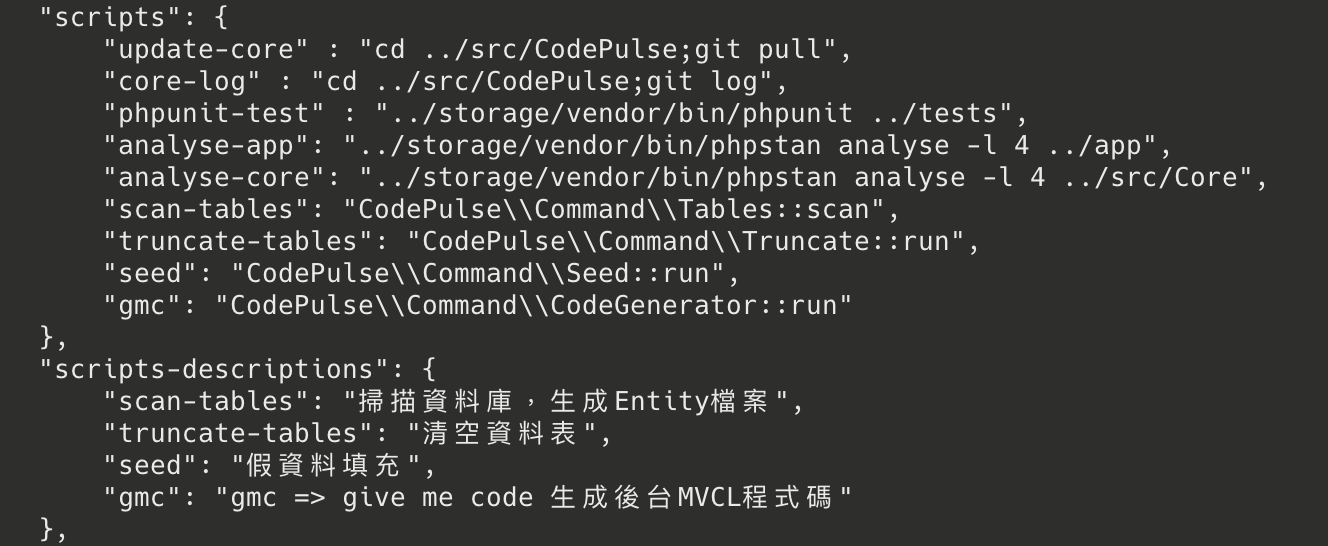 "scripts": {
"update-core" : "cd ../src/CodePulse;git pull",
"core-log" : "cd ../src/CodePulse;git log",
"phpunit-test" : "../storage/vendor/bin/phpunit ../tests",
"analyse-app": "../storage/vendor/bin/phpstan analyse -l 4 ../app",
"analyse-core": "../storage/vendor/bin/phpstan analyse -l 4 ../src/Core",
"scan-tables": "CodePulse\\Command\\Tables::scan",
"truncate-tables": "CodePulse\\Command\\Truncate::run",
"seed": "CodePulse\\Command\\Seed::run",
"gmc": "CodePulse\\Command\\CodeGenerator::run"
},
"scripts-descriptions": {
"scan-tables": "掃描資料庫，生成Entity檔案",
"truncate-tables": "清空資料表",
"seed": "假資料填充",
"gmc": "gmc => give me code 生成後台MVCL程式碼"
},